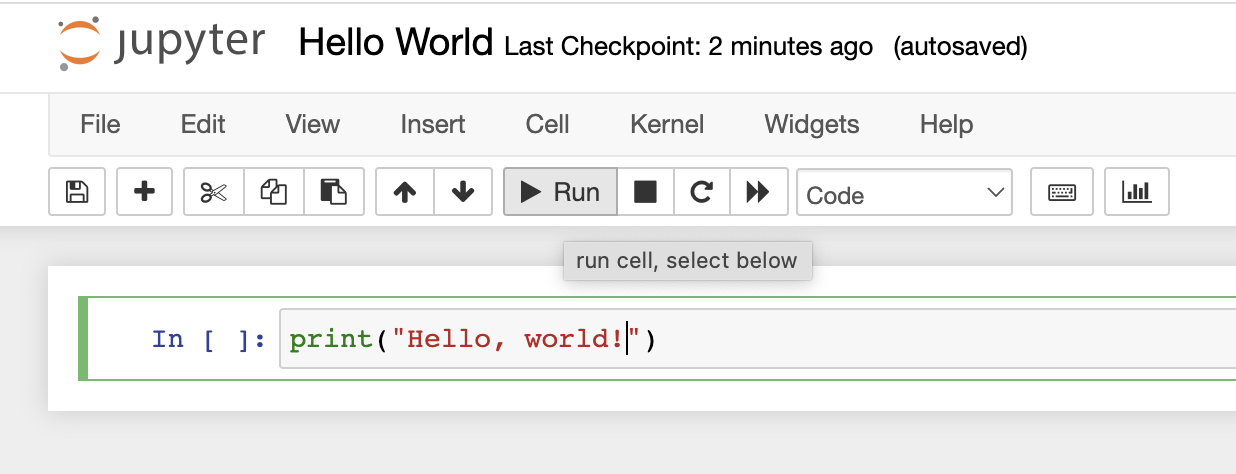 jupyter Hello World Last Checkpoint: 2 minutes ago (autosaved)
File Edit View Insert Cell Kernel Widgets Help
Run Code
run cell, select below
In [ ]: print("Hello, world!")